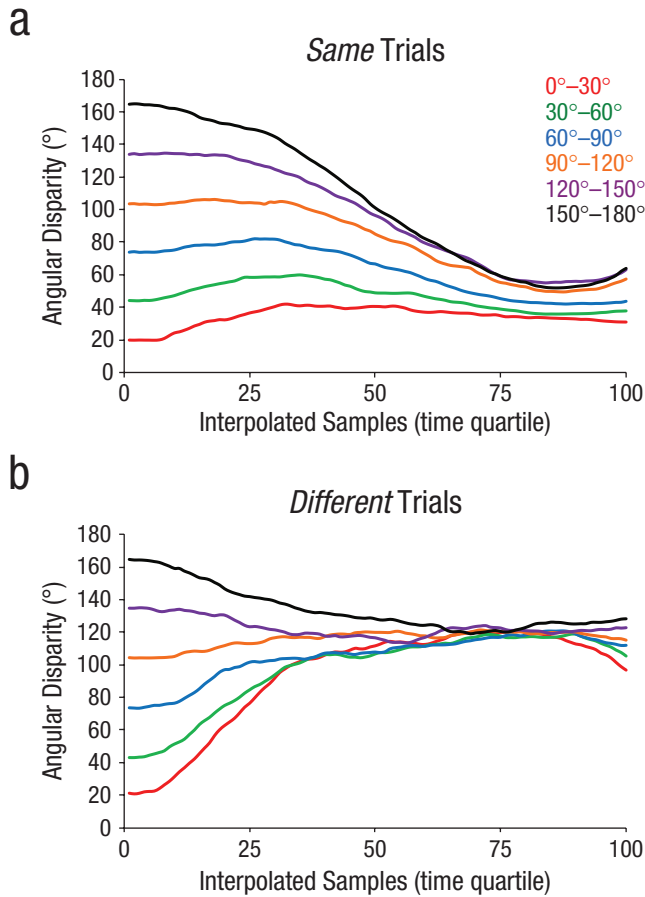 a
Same Trials
180
160
140
120
100
80
60
40
20
0
Angular Disparity (°)
0°–30°
30°–60°
60°–90°
90°–120°
120°–150°
150°–180°
0 25 50 75 100
Interpolated Samples (time quartile)
b
Different Trials
180
160
140
120
100
80
60
40
20
0
Angular Disparity (°)
0 25 50 75 100
Interpolated Samples (time quartile)